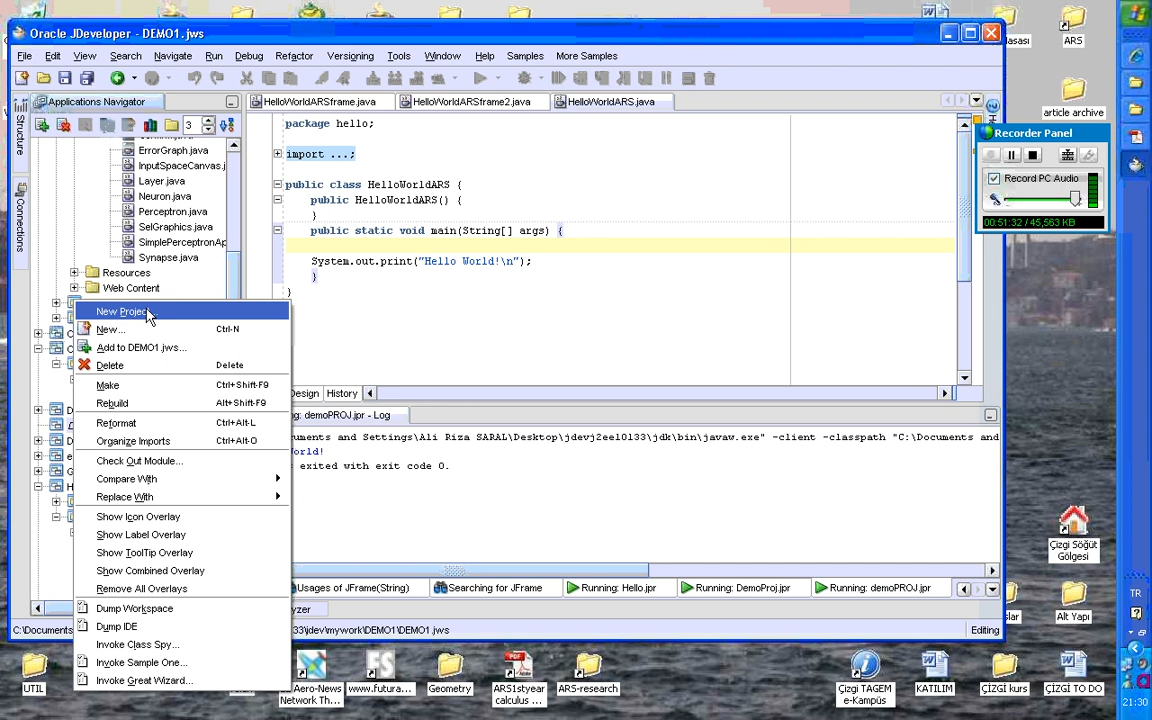 Oracle JDeveloper - DEMO1.jws
File Edit View Search Navigate Run Debug Refactor Versioning Tools Window Help Samples More Samples
Applications Navigator
HelloWorldARSframe.java HelloWorldARSframe2.java HelloWorldARS.java
3
Structure
Connections
ErrorGraph.java
InputSpaceCanvas.j
Layer.java
Neuron.java
Perceptron.java
SelGraphics.java
SimplePerceptronAp
Synapse.java
Resources
Web Content
package hello;
import ...;
public class HelloWorldARS {
public HelloWorldARS() {
}
public static void main(String[] args) {
System.out.print("Hello World!\n");
}
}
New Project...
New... Ctrl-N
Add to DEMO1.jws...
Delete Delete
Make Ctrl+Shift-F9
Rebuild Alt+Shift-F9
Reformat Ctrl+Alt-L
Organize Imports Ctrl+Alt-O
Check Out Module...
Compare With
Replace With
Show Icon Overlay
Show Label Overlay
Show ToolTip Overlay
Show Combined Overlay
Remove All Overlays
Dump Workspace
Dump IDE
Invoke Class Spy...
Invoke Sample One...
Invoke Great Wizard...
Design History
ng: demoPROJ.jpr - Log
uments and Settings\Ali Riza SARAL\Desktop\jdevj2ee10133\jdk\bin\javaw.exe" -client -classpath "C:\Documents and
orld!
exited with exit code 0.
Usages of JFrame(String) Searching for JFrame Running: Hello.jpr Running: DemoProj.jpr Running: demoPROJ.jpr
yzer
C:\Documents
33\jdev\mywork\DEMO1\DEMO1.jws
Editing
Recorder Panel
Record PC Audio
00:51:32 / 45,563 KB
ARS
article archive
Çizgi Söğüt
Gölgesi
Alt Yapı
UTIL
Aero-News
Network Th...
www.futura...
Geometry
ARS1styear
calculus ...
ARS-research
Çizgi TAGEM
e-Kampüs
KATILIM
ÇİZGİ kurs
ÇİZGİ TO DO
TR
21:30